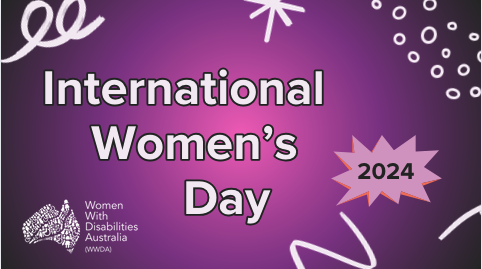 International
Women's
Day
2024
Women
With
Disabilities
Australia
(WWDA)